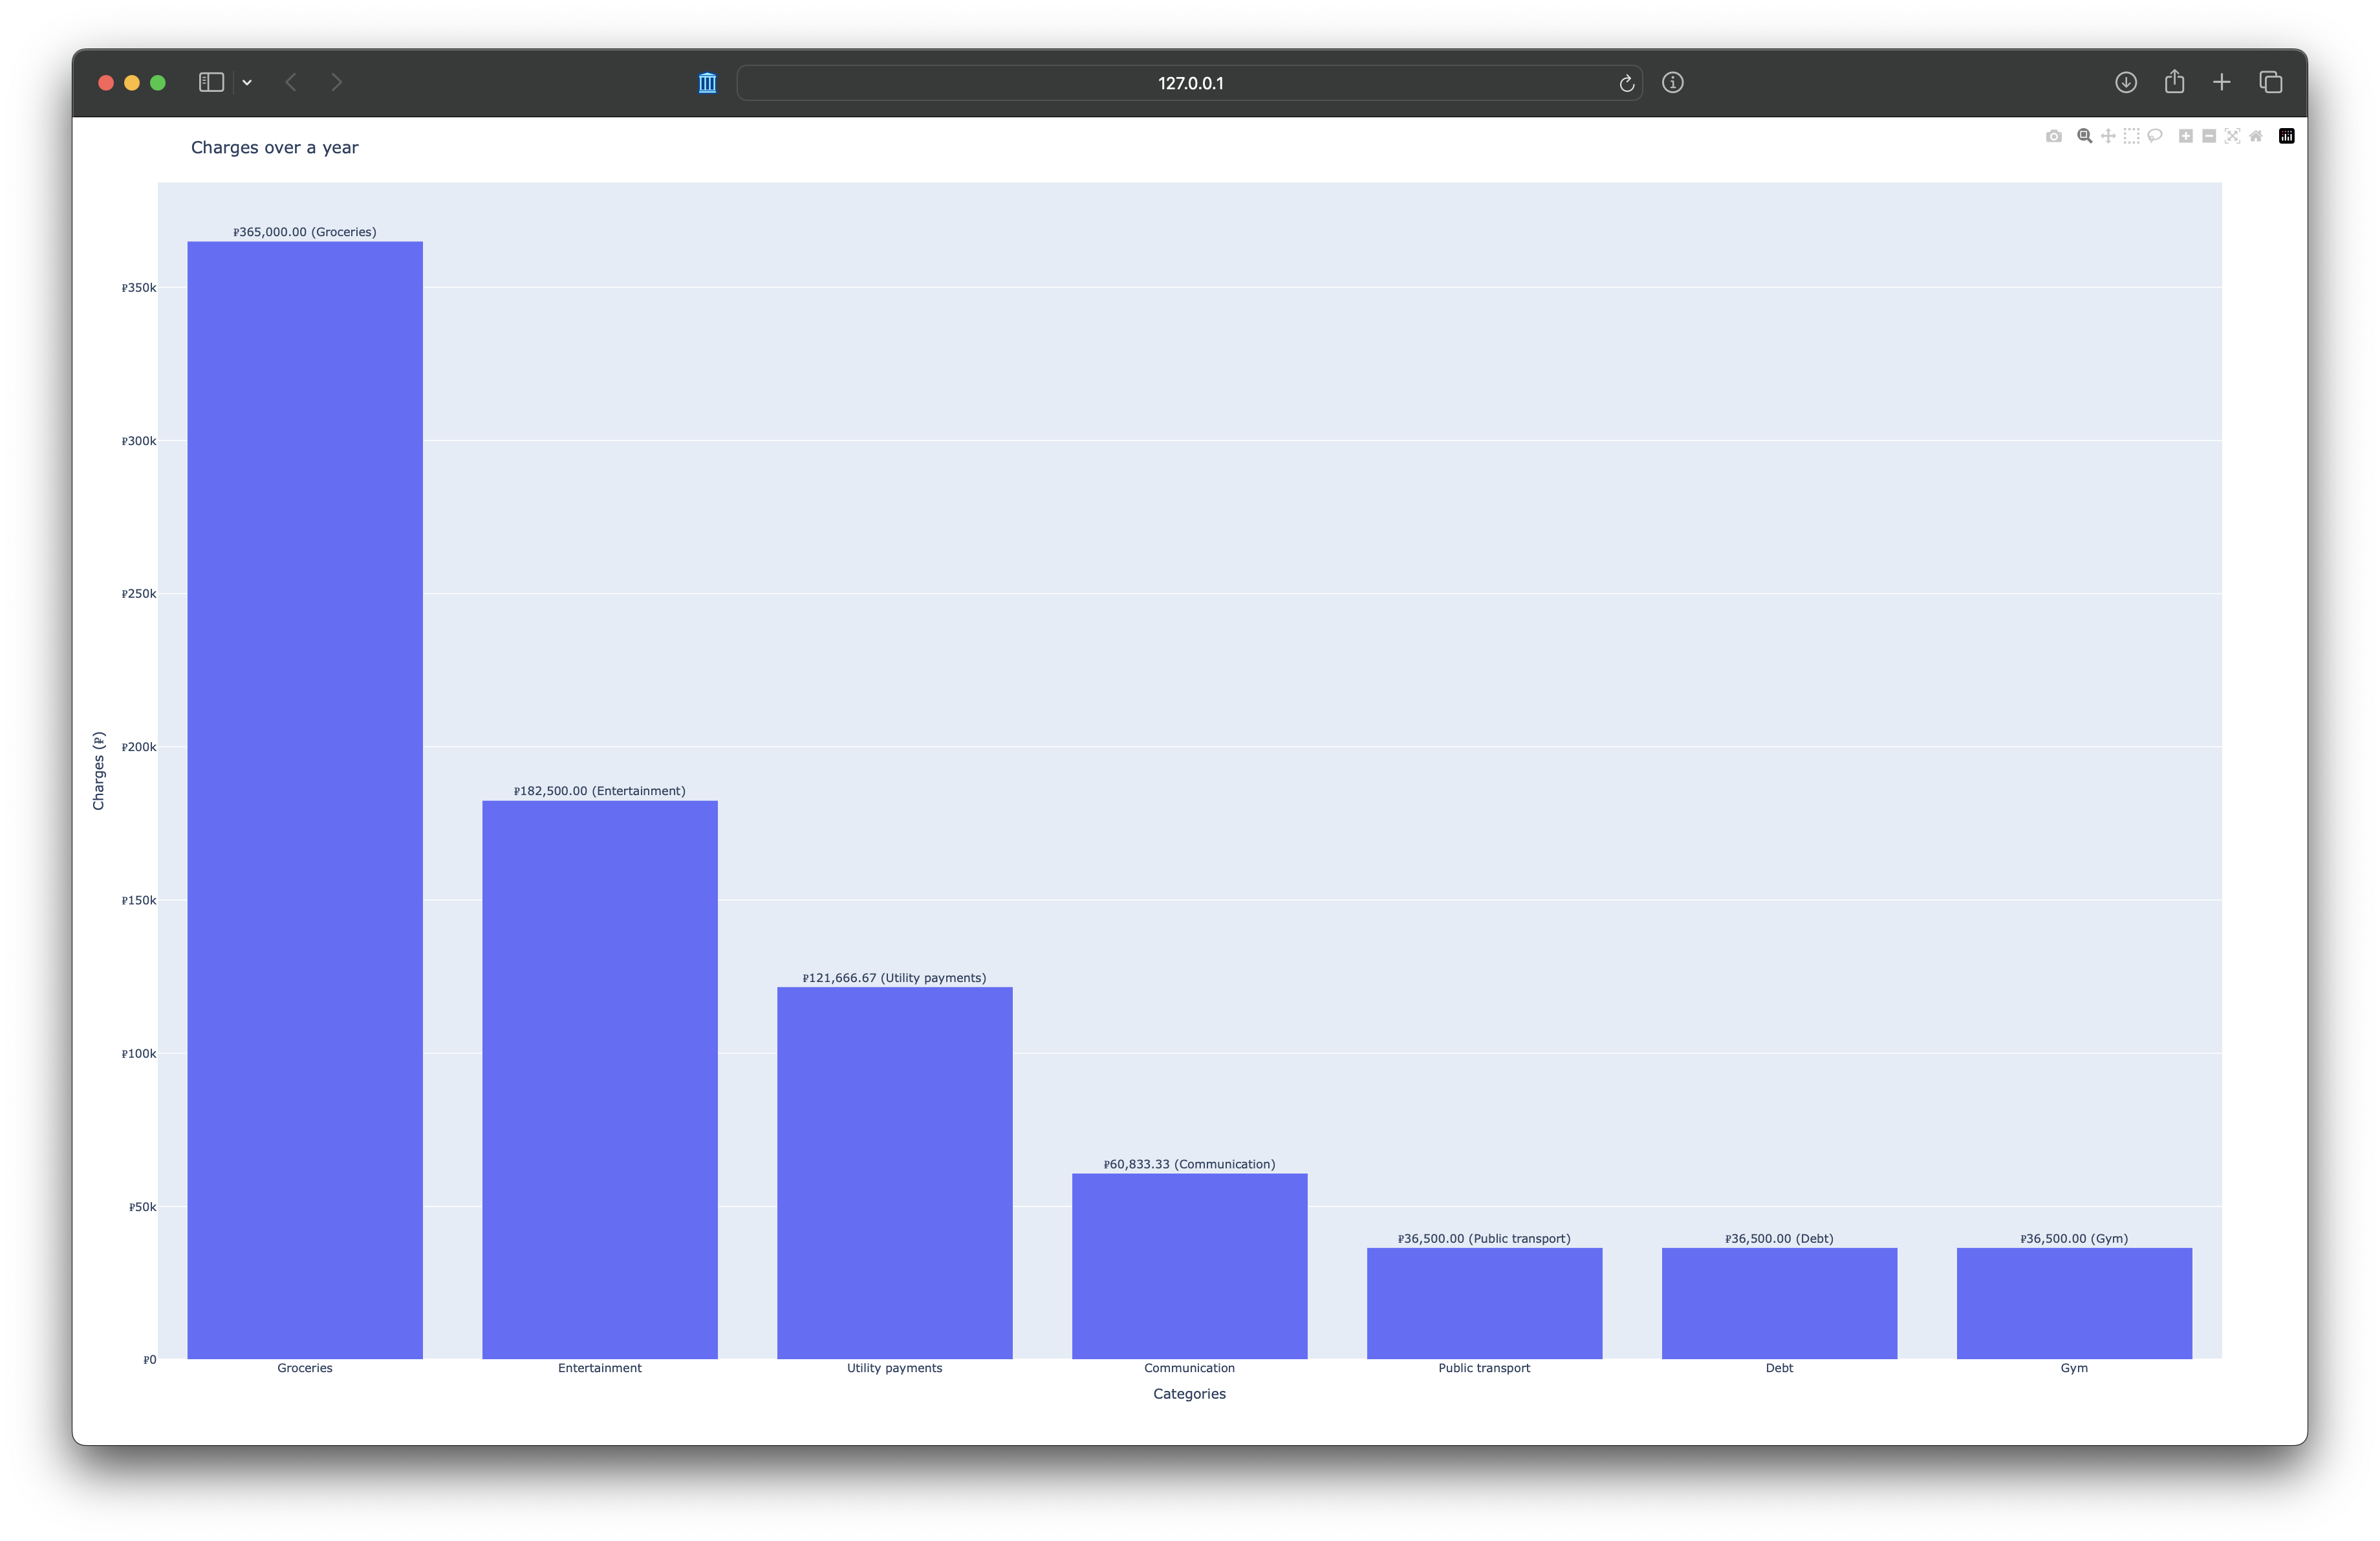 127.0.0.1
Charges over a year
₽365,000.00 (Groceries)
₽350k
₽300k
₽250k
₽200k
Charges (₽)
₽182,500.00 (Entertainment)
₽150k
₽121,666.67 (Utility payments)
₽100k
₽60,833.33 (Communication)
₽50k
₽36,500.00 (Public transport)
₽36,500.00 (Debt)
₽36,500.00 (Gym)
₽0
Groceries
Entertainment
Utility payments
Communication
Public transport
Debt
Gym
Categories